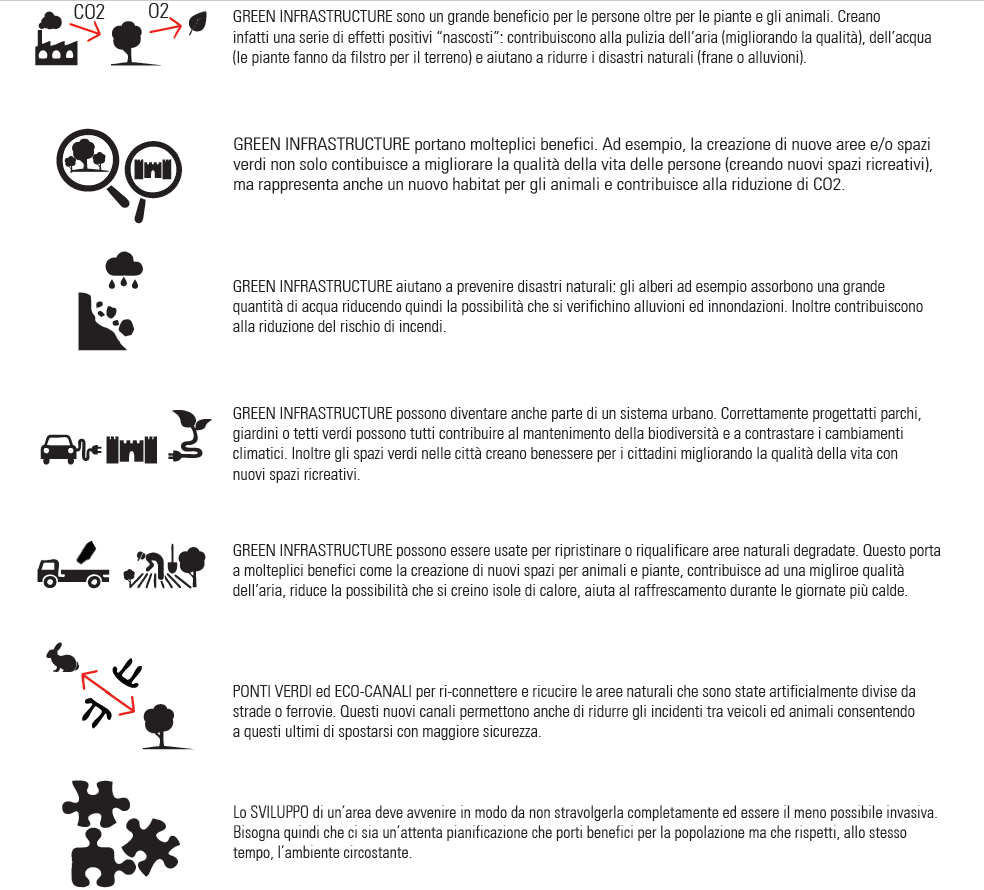 CO2 O2
GREEN INFRASTRUCTURE sono un grande beneficio per le persone oltre per le piante e gli animali. Creano
infatti una serie di effetti positivi “nascosti”: contribuiscono alla pulizia dell’aria (migliorando la qualità), dell’acqua
(le piante fanno da filstro per il terreno) e aiutano a ridurre i disastri naturali (frane o alluvioni).
GREEN INFRASTRUCTURE portano molteplici benefici. Ad esempio, la creazione di nuove aree e/o spazi
verdi non solo contibuisce a migliorare la qualità della vita delle persone (creando nuovi spazi ricreativi),
ma rappresenta anche un nuovo habitat per gli animali e contribuisce alla riduzione di CO2.
GREEN INFRASTRUCTURE aiutano a prevenire disastri naturali: gli alberi ad esempio assorbono una grande
quantità di acqua riducendo quindi la possibilità che si verifichino alluvioni ed innondazioni. Inoltre contribuiscono
alla riduzione del rischio di incendi.
GREEN INFRASTRUCTURE possono diventare anche parte di un sistema urbano. Correttamente progettatti parchi,
giardini o tetti verdi possono tutti contribuire al mantenimento della biodiversità e a contrastare i cambiamenti
climatici. Inoltre gli spazi verdi nelle città creano benessere per i cittadini migliorando la qualità della vita con
nuovi spazi ricreativi.
GREEN INFRASTRUCTURE possono essere usate per ripristinare o riqualificare aree naturali degradate. Questo porta
a molteplici benefici come la creazione di nuovi spazi per animali e piante, contribuisce ad una migliroe qualità
dell’aria, riduce la possibilità che si creino isole di calore, aiuta al raffrescamento durante le giornate più calde.
PONTI VERDI ed ECO-CANALI per ri-connettere e ricucire le aree naturali che sono state artificialmente divise da
strade o ferrovie. Questi nuovi canali permettono anche di ridurre gli incidenti tra veicoli ed animali consentendo
a questi ultimi di spostarsi con maggiore sicurezza.
Lo SVILUPPO di un’area deve avvenire in modo da non stravolgerla completamente ed essere il meno possibile invasiva.
Bisogna quindi che ci sia un’attenta pianificazione che porti benefici per la popolazione ma che rispetti, allo stesso
tempo, l’ambiente circostante.